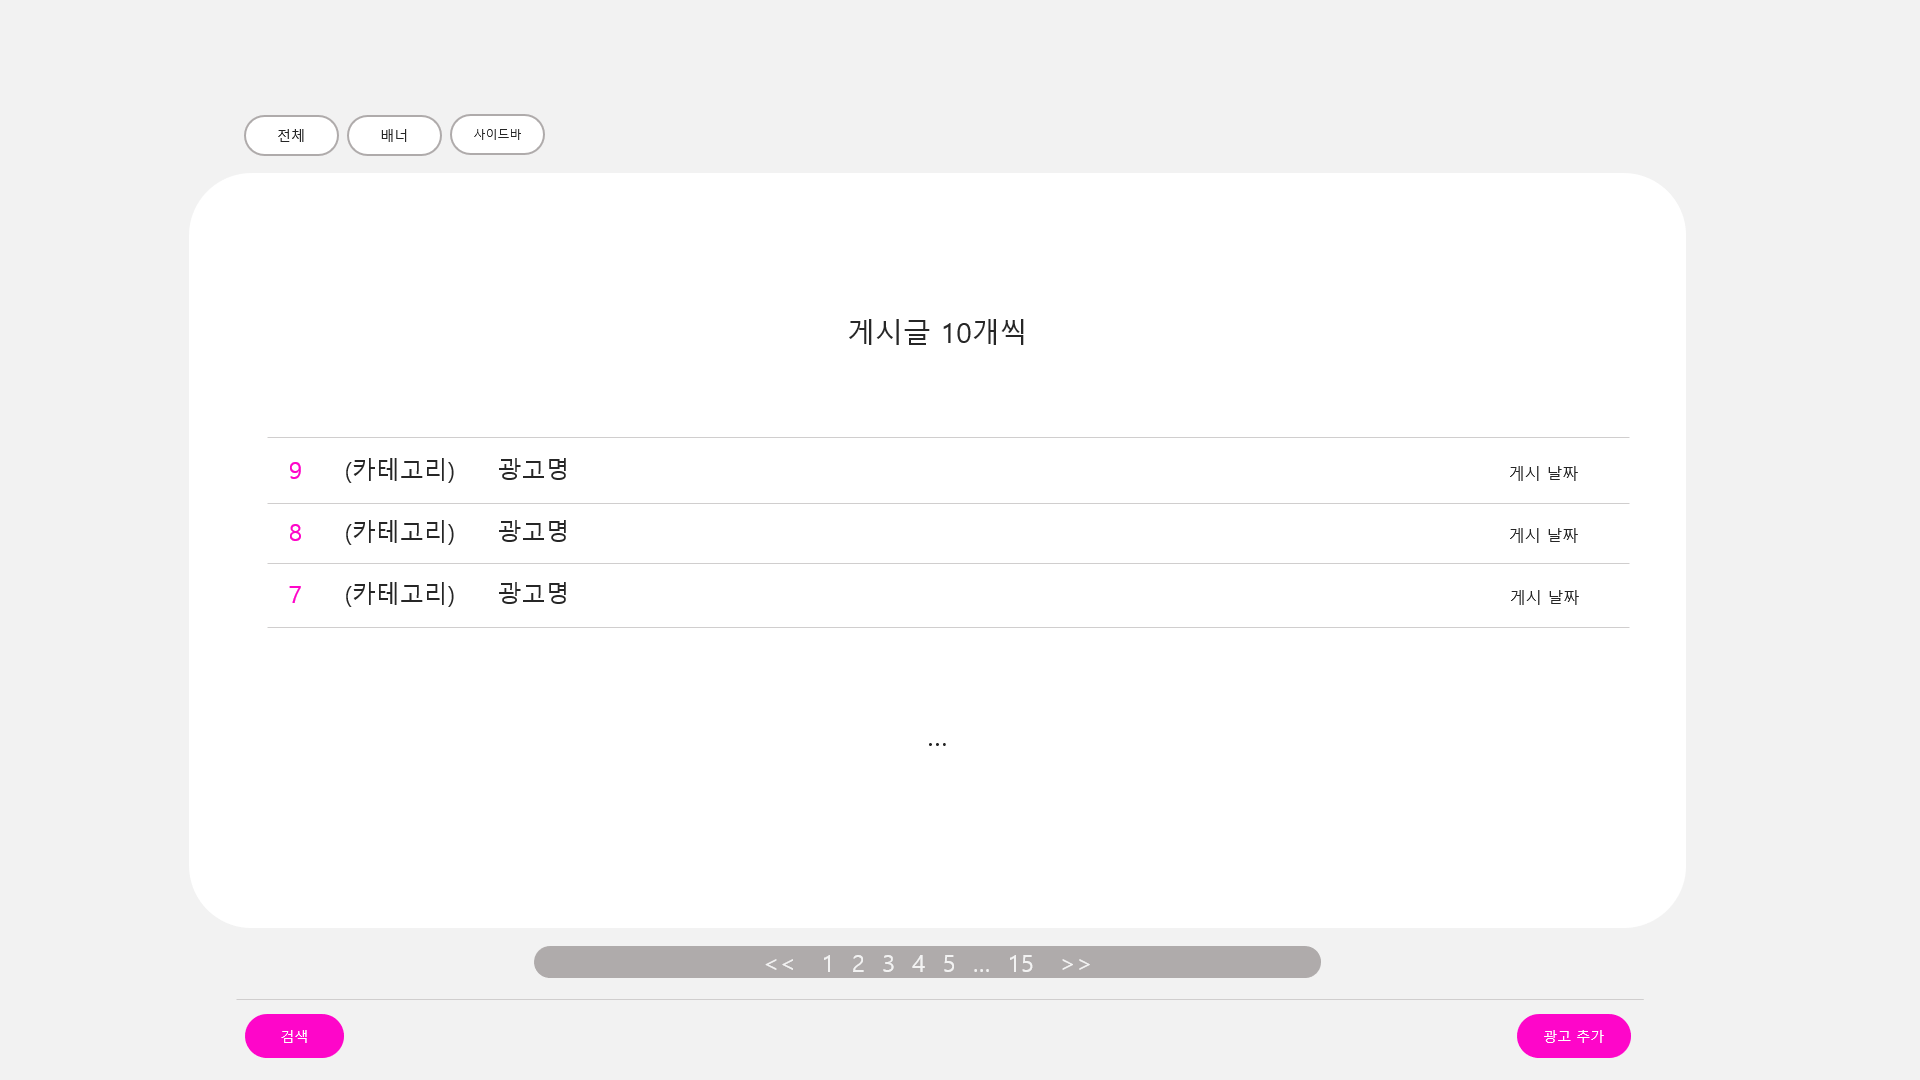 전체 배너 사이드바
게시글 10개씩
9 (카테고리) 광고명 게시 날짜
8 (카테고리) 광고명 게시 날짜
7 (카테고리) 광고명 게시 날짜
...
<< 1 2 3 4 5 ... 15 >>
검색 광고 추가